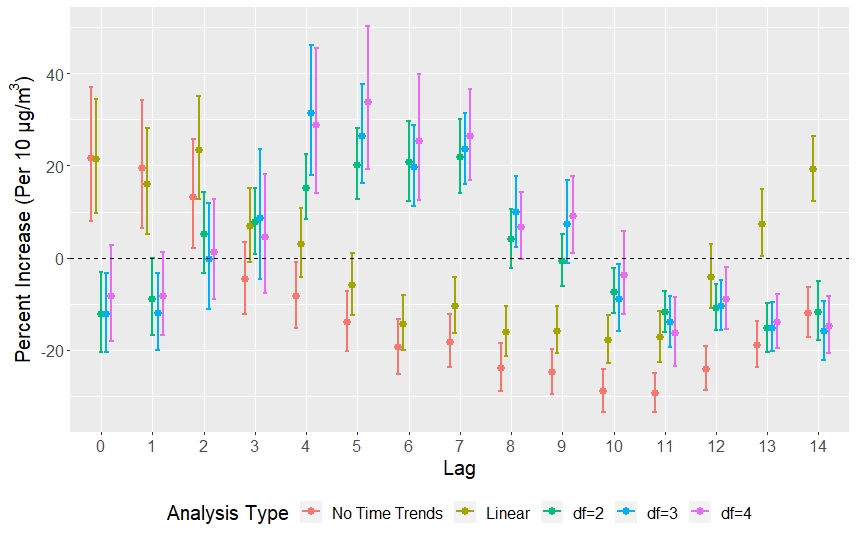 Percent Increase (Per 10 µg/m³)
40
20
0
-20
0 1 2 3 4 5 6 7 8 9 10 11 12 13 14
Lag
Analysis Type No Time Trends Linear df=2 df=3 df=4